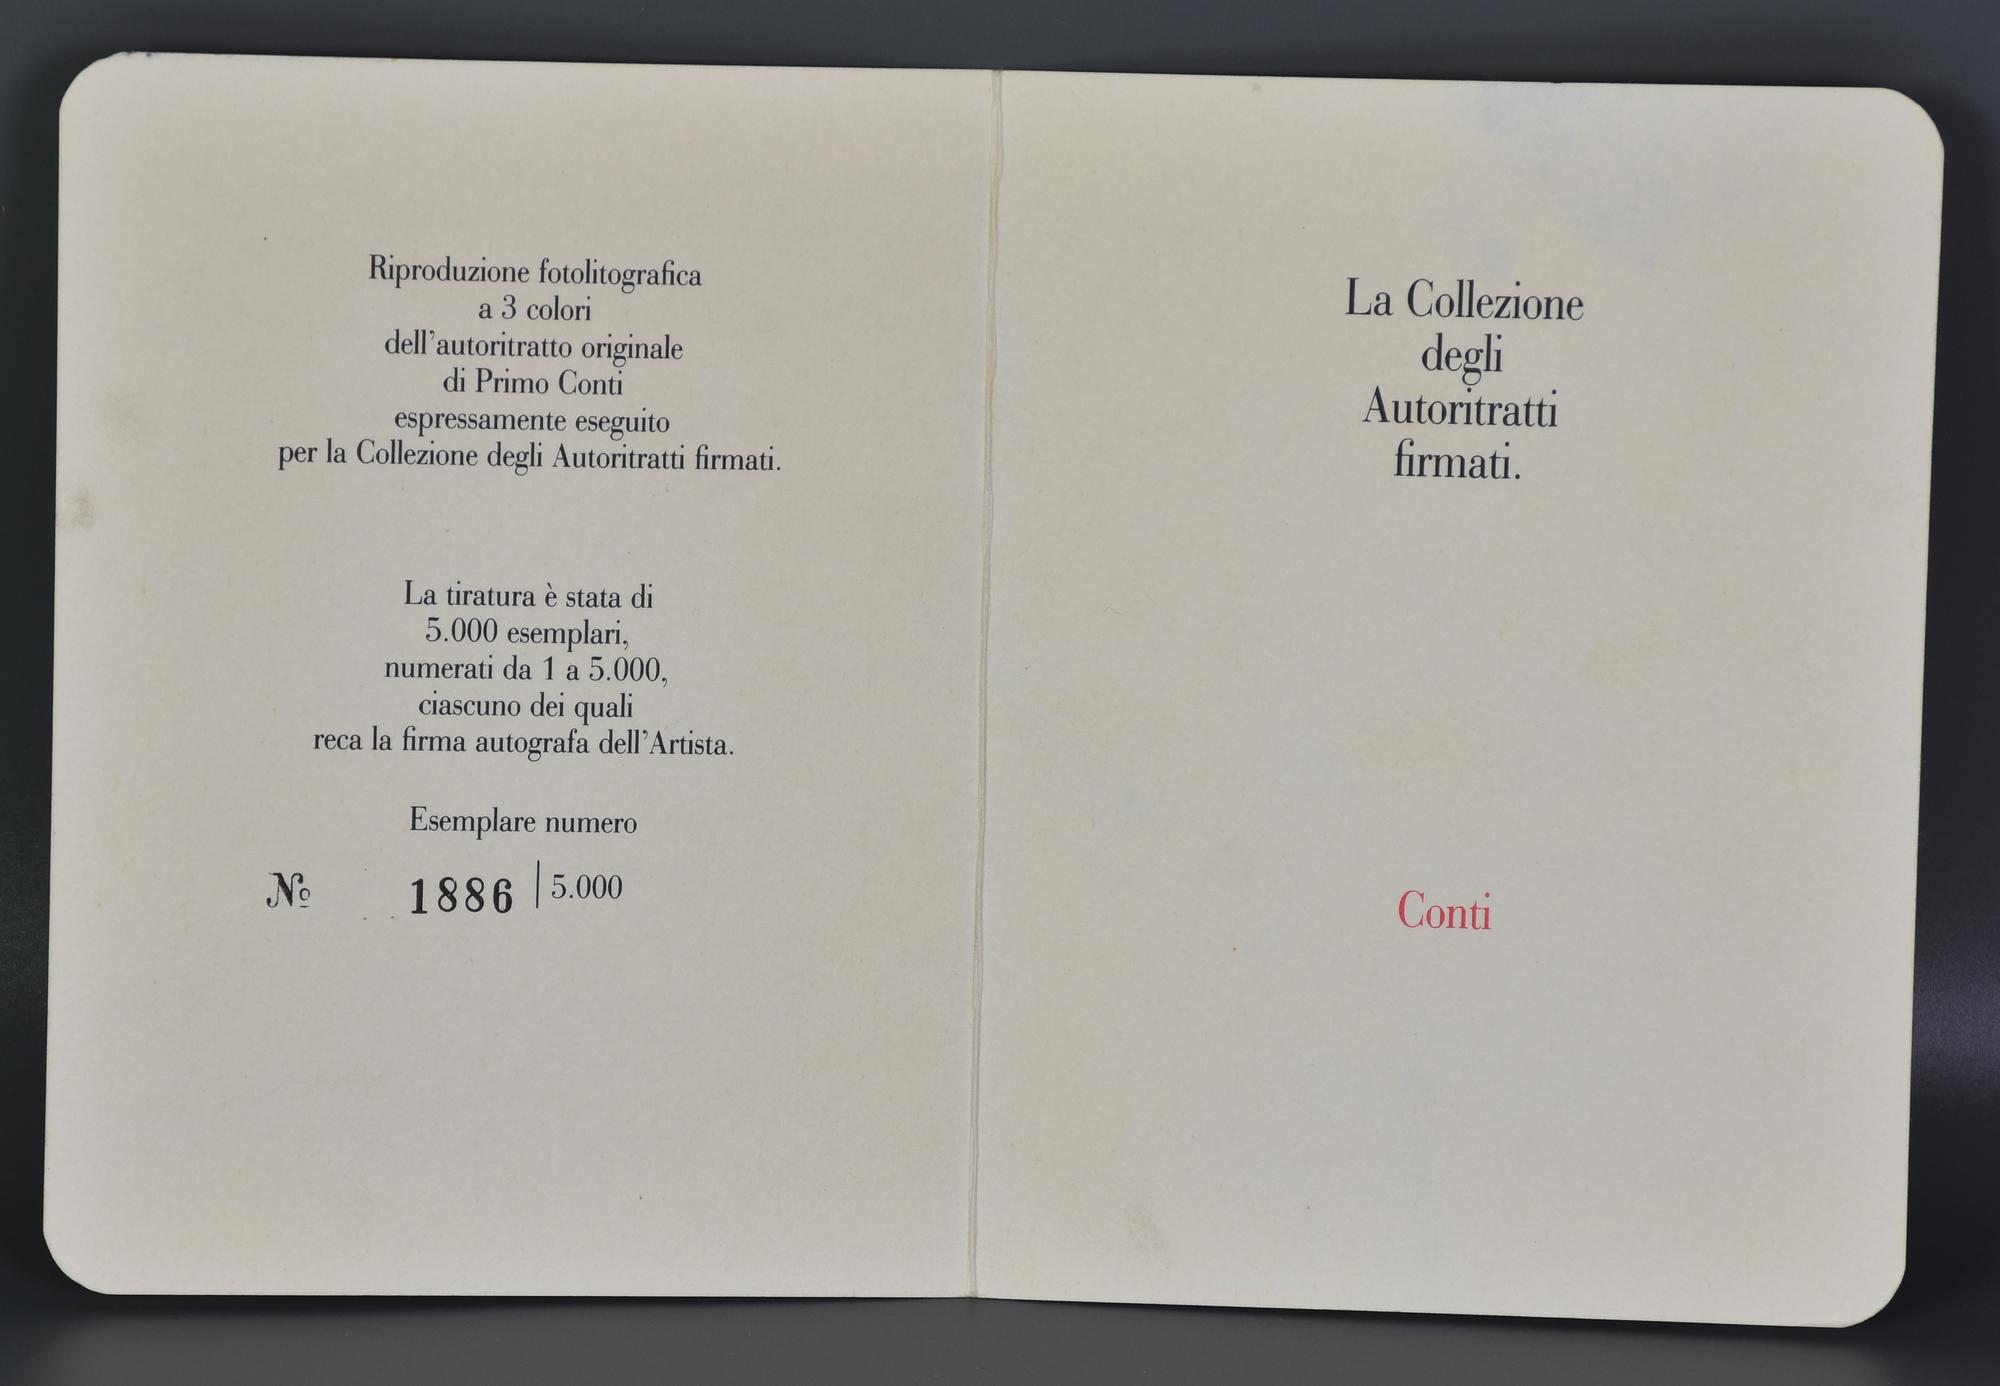 Riproduzione fotolitografica
a 3 colori
dell'autoritratto originale
di Primo Conti
espressamente eseguito
per la Collezione degli Autoritratti firmati.
La tiratura è stata di
5.000 esemplari,
numerati da 1 a 5.000,
ciascuno dei quali
reca la firma autografa dell'Artista.
Esemplare numero
№ 1886 | 5.000
La Collezione
degli
Autoritratti
firmati.
Conti